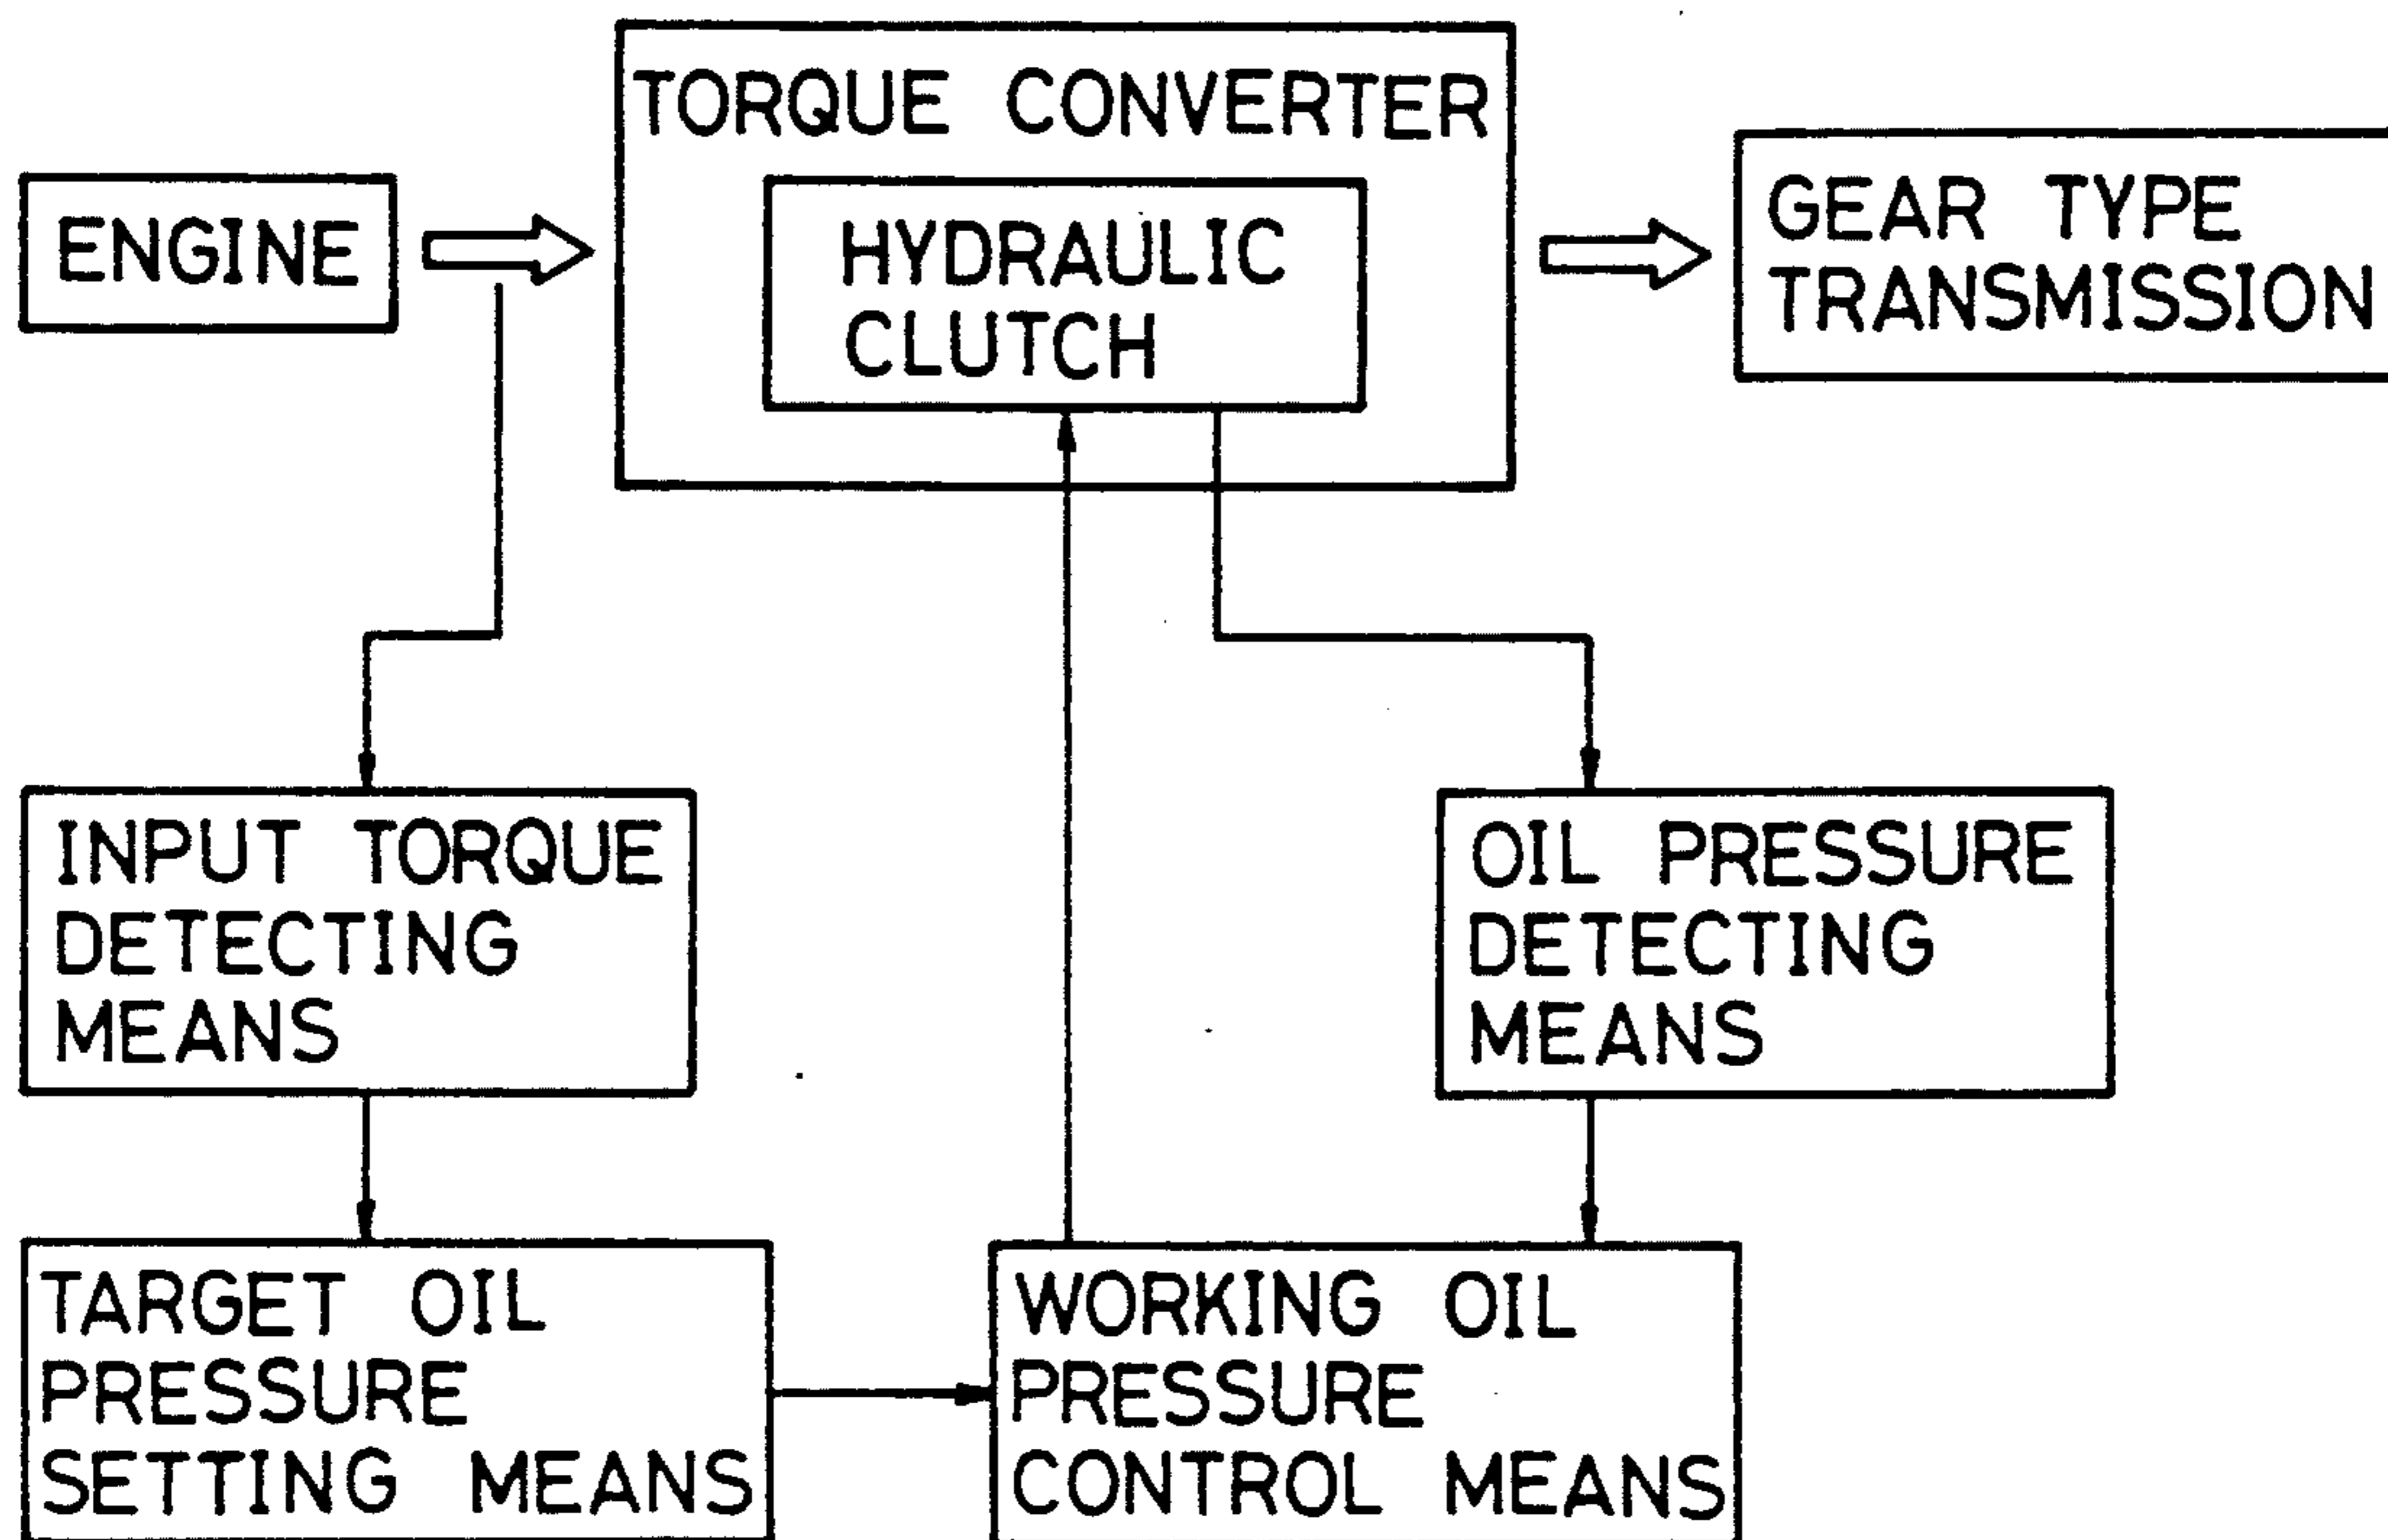 TORQUE CONVERTER
ENGINE
HYDRAULIC
CLUTCH
GEAR TYPE
TRANSMISSION
INPUT TORQUE
DETECTING
MEANS
OIL PRESSURE
DETECTING
MEANS
TARGET OIL
PRESSURE
SETTING MEANS
WORKING OIL
PRESSURE
CONTROL MEANS